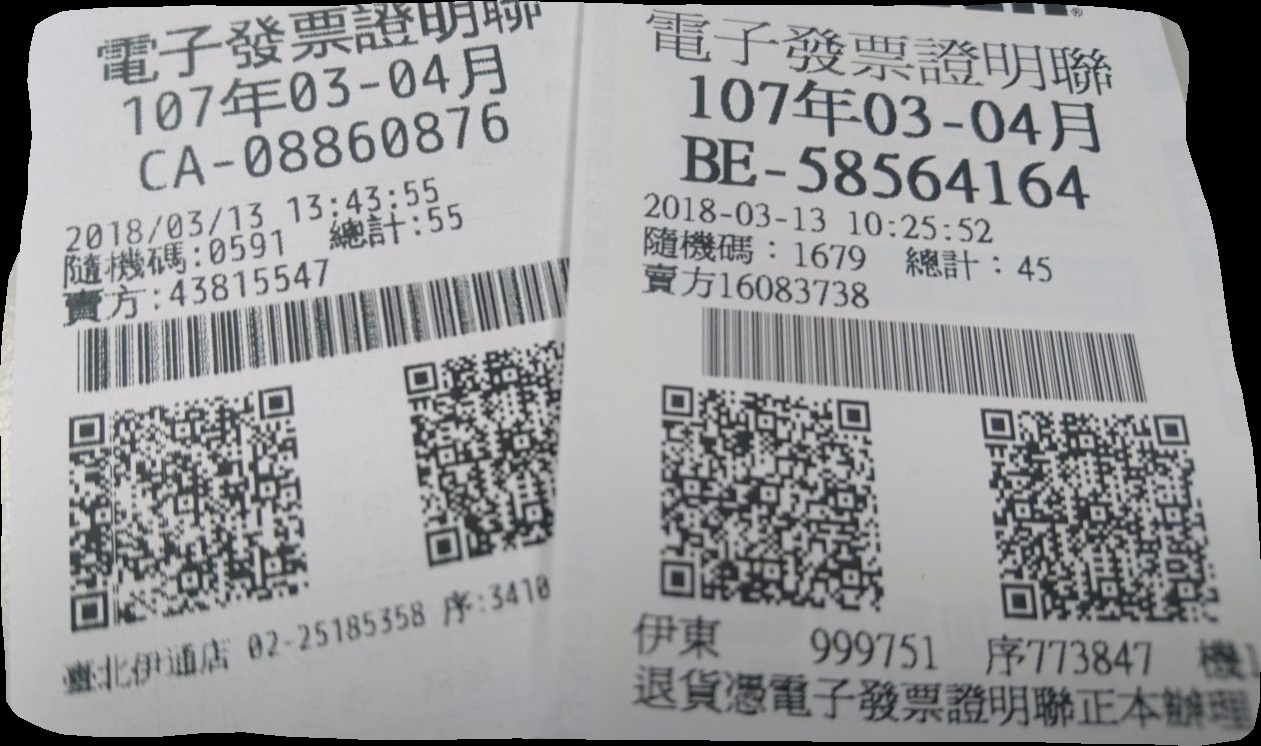 電子發票證明聯
107年03-04月
CA-08860876
2018/03/13 13:43:55
隨機碼:0591 總計:55
賣方:43815547
臺北伊通店 02-25185358 序:3410
電子發票證明聯
107年03-04月
BE-58564164
2018-03-13 10:25:52
隨機碼：1679 總計：45
賣方16083738
伊東 999751 序773847 機1
退貨憑電子發票證明聯正本辦理